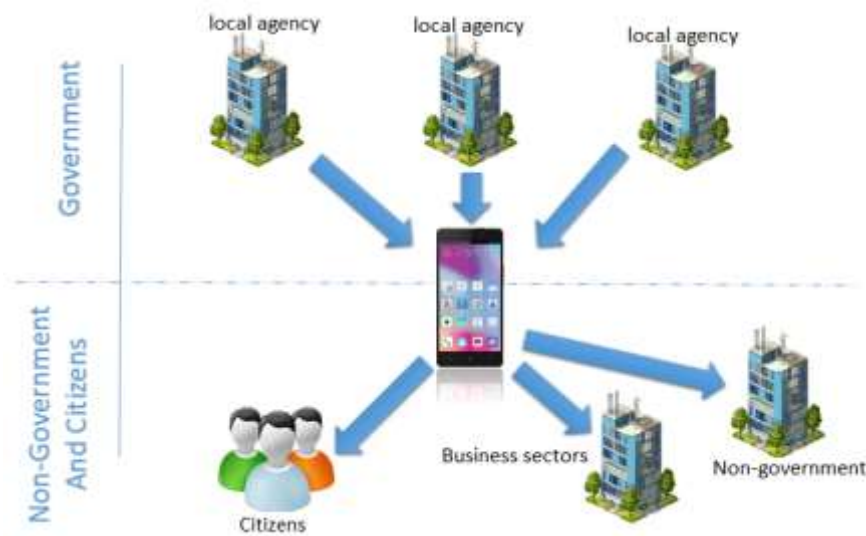 local agency
local agency
local agency
Government
Non-Government
And Citizens
Business sectors
Non-government
Citizens